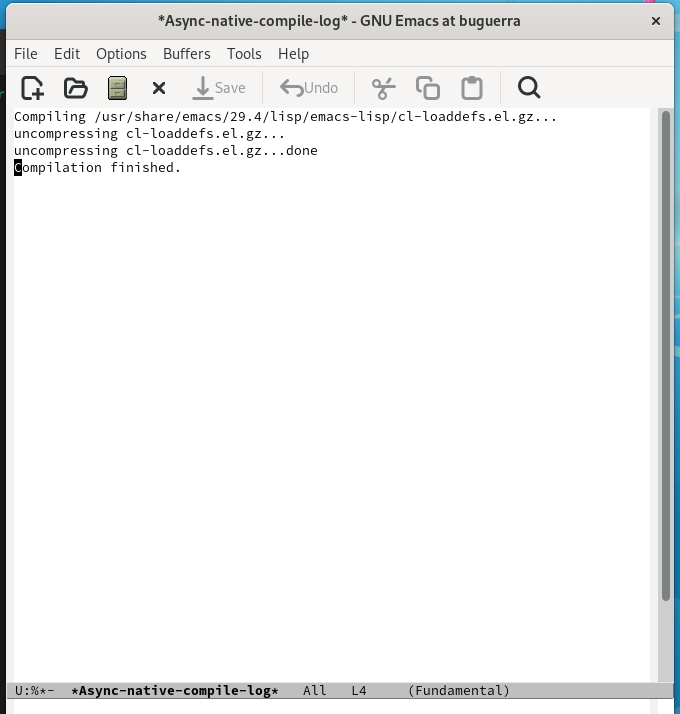 *Async-native-compile-log* - GNU Emacs at buguerra
File Edit Options Buffers Tools Help
Save Undo
Compiling /usr/share/emacs/29.4/lisp/emacs-lisp/cl-loaddefs.el.gz...
uncompressing cl-loaddefs.el.gz...
uncompressing cl-loaddefs.el.gz...done
Compilation finished.
U:%*- *Async-native-compile-log* All L4 (Fundamental)